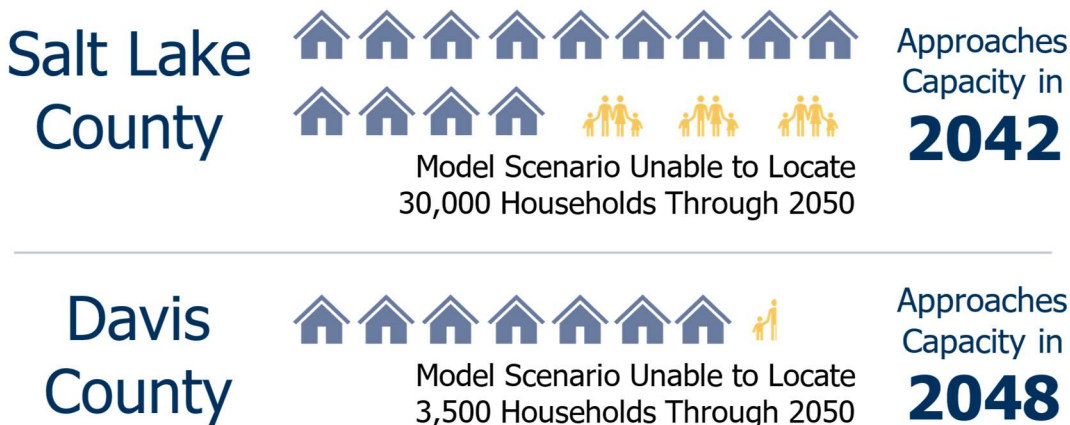 Salt Lake
County
Model Scenario Unable to Locate
30,000 Households Through 2050
Approaches
Capacity in
2042
Davis
County
Model Scenario Unable to Locate
3,500 Households Through 2050
Approaches
Capacity in
2048